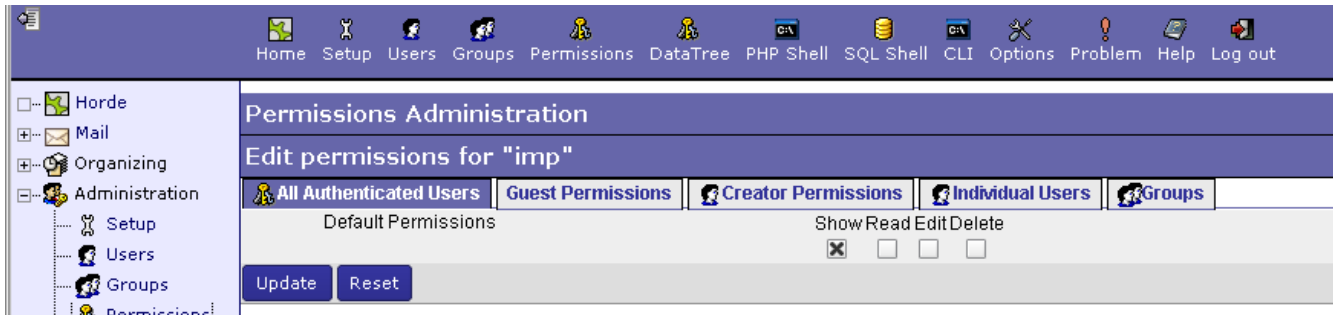 Home Setup Users Groups Permissions DataTree PHP Shell SQL Shell CLI Options Problem Help Log out
Horde
Mail
Organizing
Administration
Setup
Users
Groups
Permissions
Permissions Administration
Edit permissions for "imp"
All Authenticated Users Guest Permissions Creator Permissions Individual Users Groups
Default Permissions Show Read Edit Delete
Update Reset